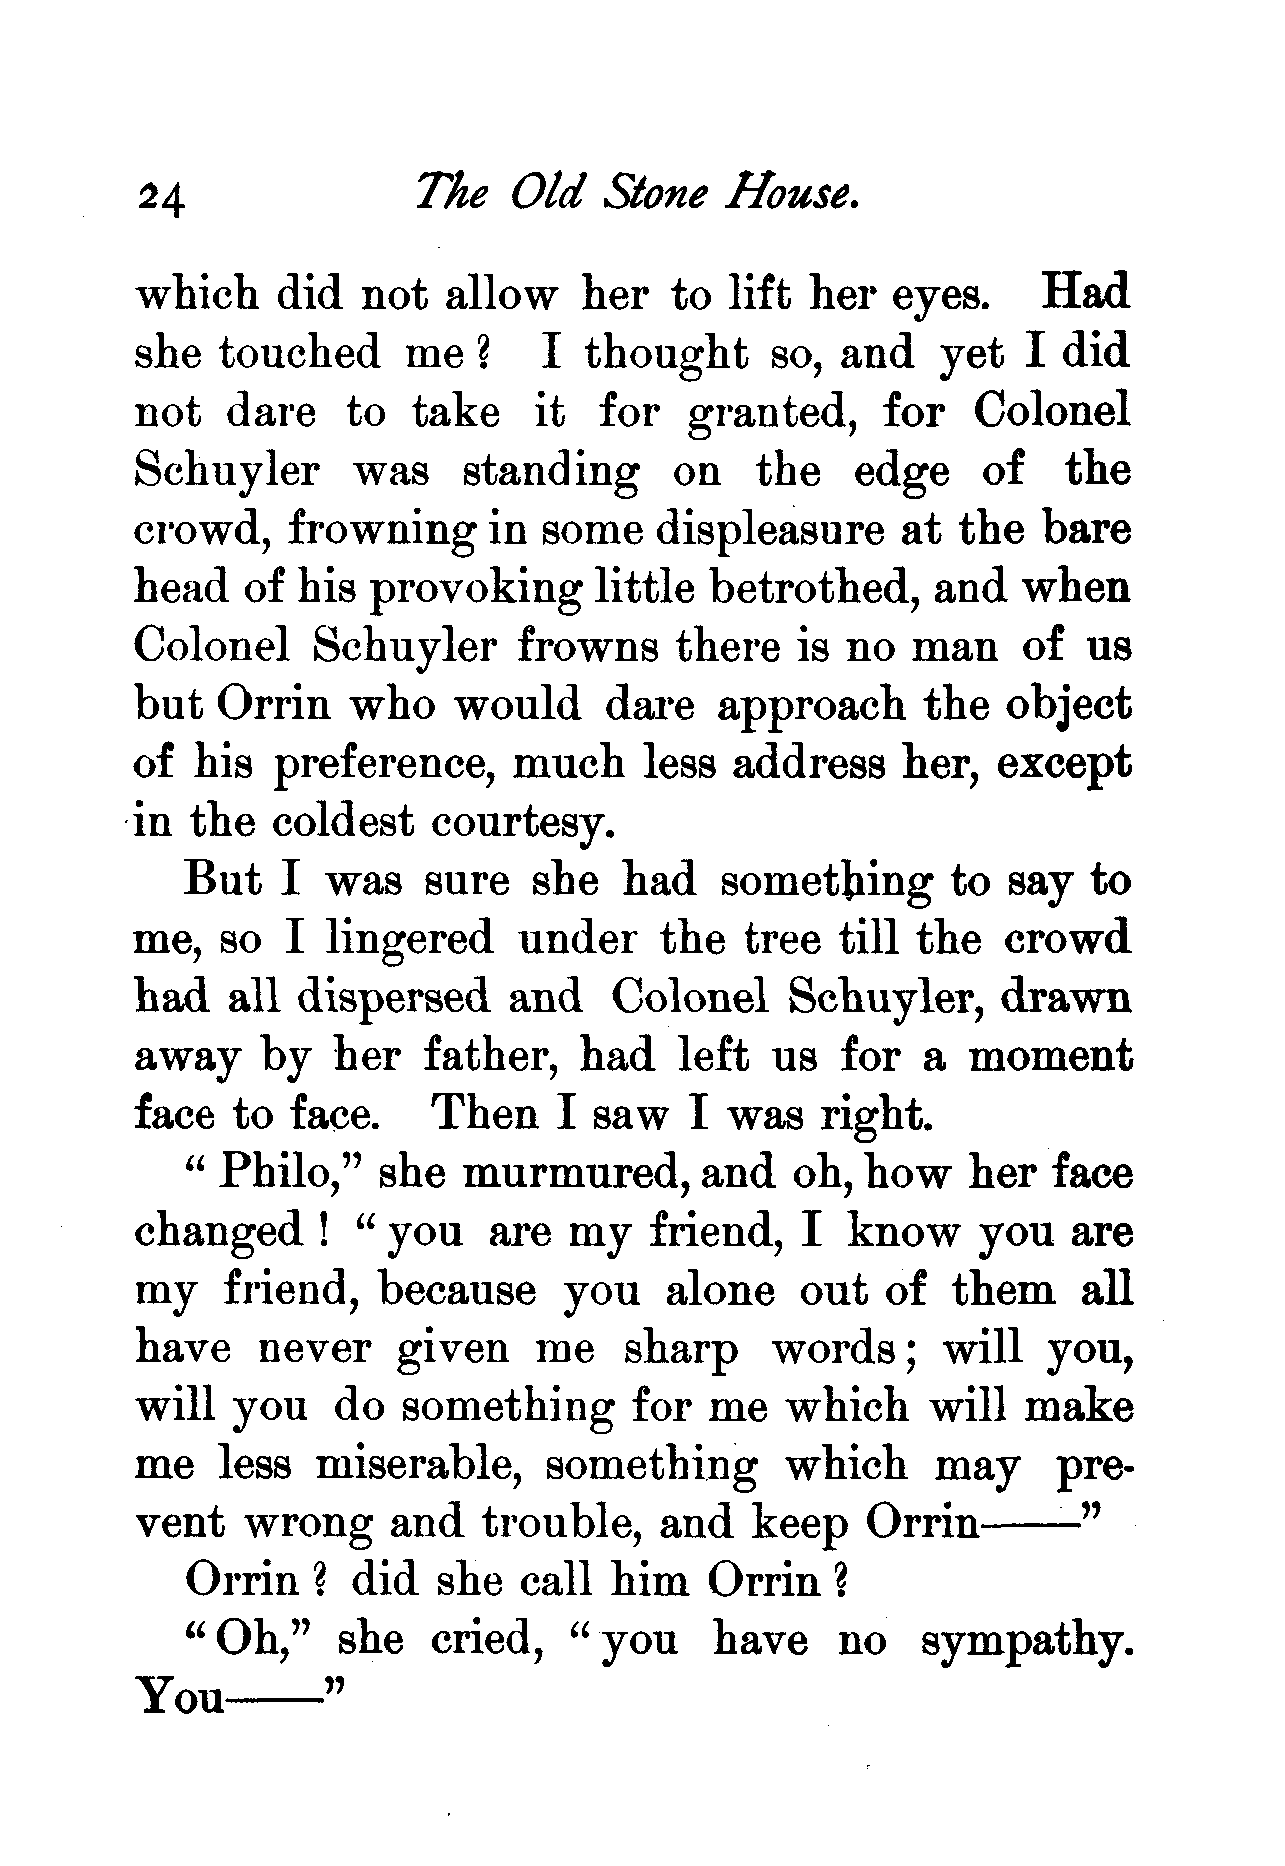 24 The Old Stone House.
which did not allow her to lift her eyes. Had
she touched me? I thought so, and yet I did
not dare to take it for granted, for Colonel
Schuyler was standing on the edge of the
crowd, frowning in some displeasure at the bare
head of his provoking little betrothed, and when
Colonel Schuyler frowns there is no man of us
but Orrin who would dare approach the object
of his preference, much less address her, except
in the coldest courtesy.
But I was sure she had something to say to
me, so I lingered under the tree till the crowd
had all dispersed and Colonel Schuyler, drawn
away by her father, had left us for a moment
face to face. Then I saw I was right.
“Philo,” she murmured, and oh, how her face
changed! “you are my friend, I know you are
my friend, because you alone out of them all
have never given me sharp words; will you,
will you do something for me which will make
me less miserable, something which may pre-
vent wrong and trouble, and keep Orrin——”
Orrin? did she call him Orrin?
“Oh,” she cried, “you have no sympathy.
You——”